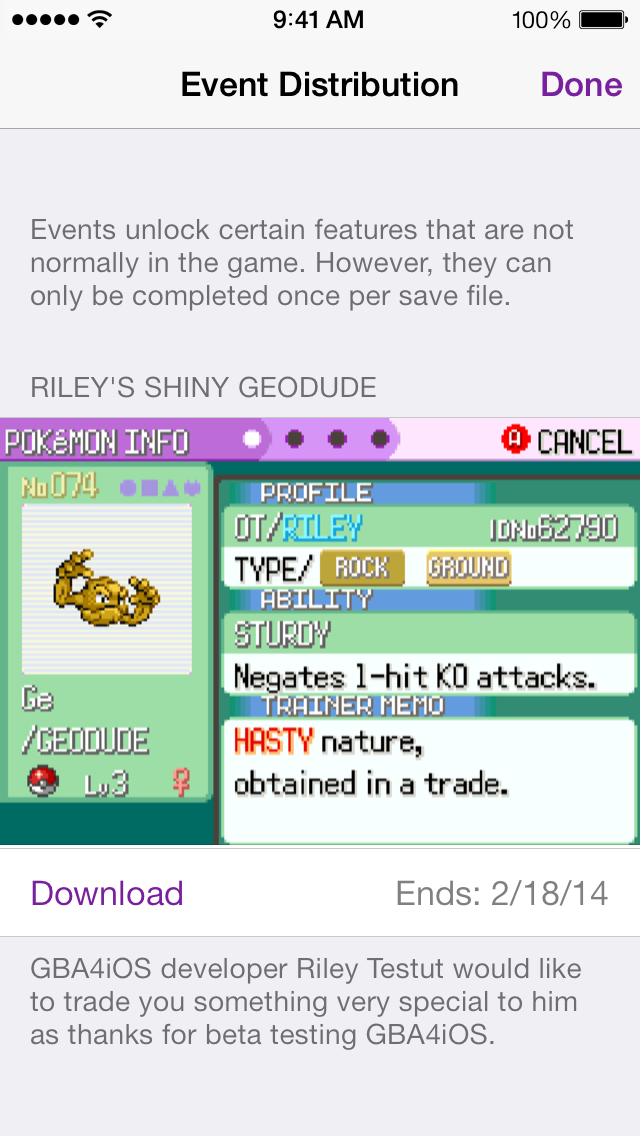 9:41 AM 100%
Event Distribution Done
Events unlock certain features that are not
normally in the game. However, they can
only be completed once per save file.
RILEY'S SHINY GEODUDE
POKéMON INFO A CANCEL
No074
Ge
/GEODUDE
Lv3 ♀
PROFILE
OT/RILEY IDNo62790
TYPE/ ROCK GROUND
ABILITY
STURDY
Negates 1-hit KO attacks.
TRAINER MEMO
HASTY nature,
obtained in a trade.
Download Ends: 2/18/14
GBA4iOS developer Riley Testut would like
to trade you something very special to him
as thanks for beta testing GBA4iOS.